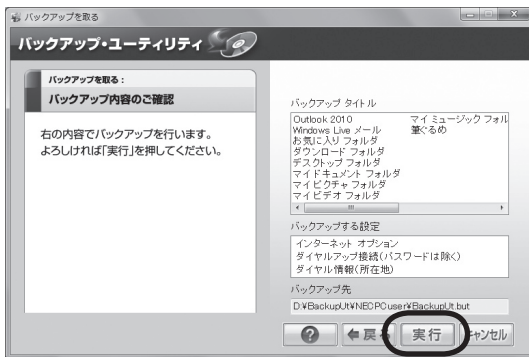 バックアップを取る
バックアップ・ユーティリティ
バックアップを取る：
バックアップ内容のご確認
右の内容でバックアップを行います。
よろしければ「実行」を押してください。
バックアップ タイトル
Outlook 2010 マイ ミュージック フォル
Windows Live メール 筆ぐるめ
お気に入り フォルダ
ダウンロード フォルダ
デスクトップ フォルダ
マイ ドキュメント フォルダ
マイ ピクチャ フォルダ
マイ ビデオ フォルダ
バックアップする設定
インターネット オプション
ダイヤルアップ接続(パスワードは除く)
ダイヤル情報(所在地)
バックアップ先
D:¥BackupUt¥NECPCuser¥BackupUt.but
? 戻 実行 キャンセル